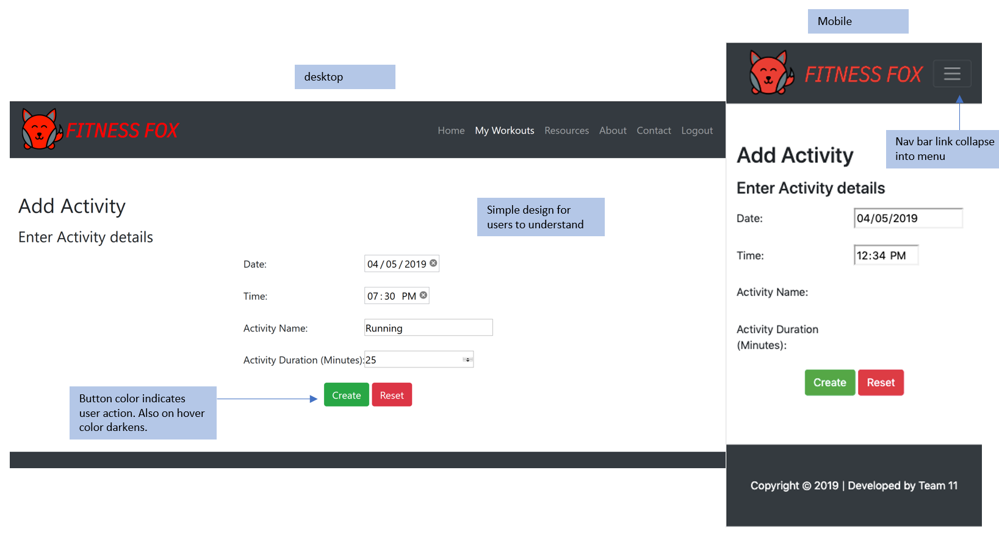 Mobile
desktop
FITNESS FOX
Home My Workouts Resources About Contact Logout
Add Activity
Enter Activity details
Simple design for
users to understand
Date: 04/05/2019
Time: 07:30 PM
Activity Name: Running
Activity Duration (Minutes): 25
Create Reset
Button color indicates
user action. Also on hover
color darkens.
FITNESS FOX
Nav bar link collapse
into menu
Add Activity
Enter Activity details
Date: 04/05/2019
Time: 12:34 PM
Activity Name:
Activity Duration
(Minutes):
Create Reset
Copyright © 2019 | Developed by Team 11